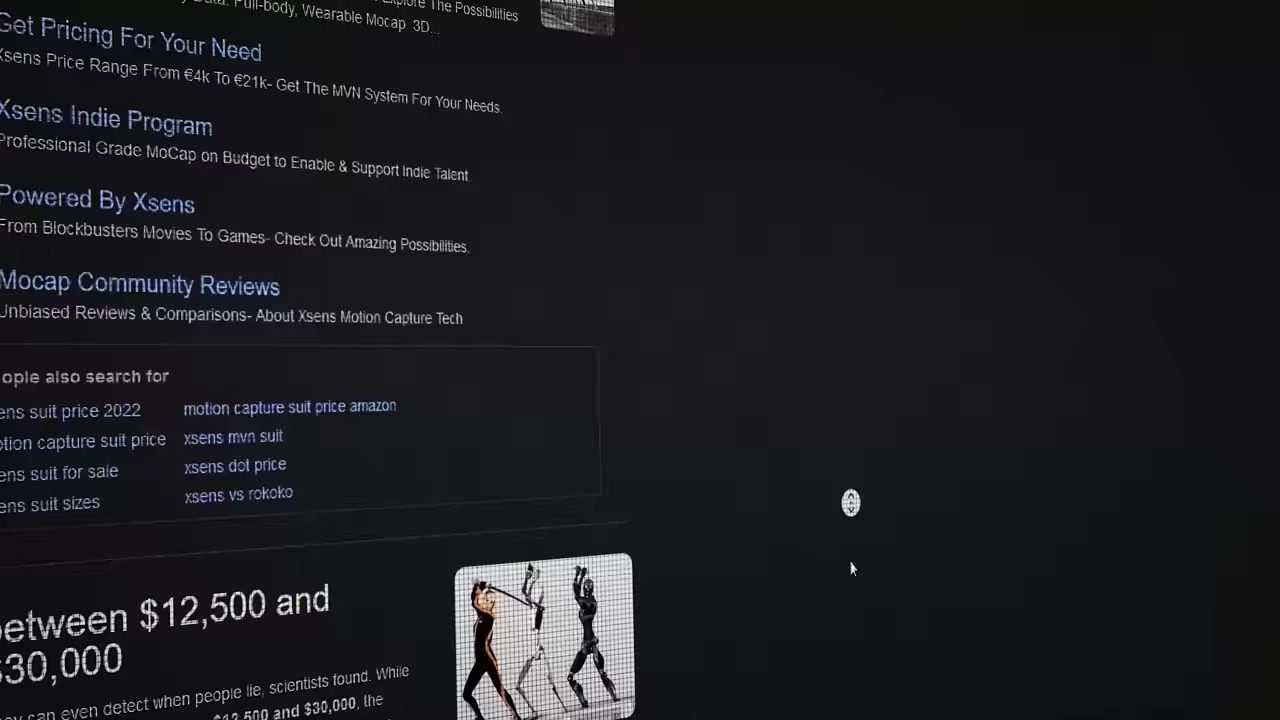 Explore The Possibilities
Full-body, Wearable Mocap 3D...
Get Pricing For Your Need
Xsens Price Range From €4k To €21k- Get The MVN System For Your Needs.
Xsens Indie Program
Professional Grade MoCap on Budget to Enable & Support Indie Talent
Powered By Xsens
From Blockbusters Movies To Games- Check Out Amazing Possibilities.
Mocap Community Reviews
Unbiased Reviews & Comparisons- About Xsens Motion Capture Tech
ople also search for
ens suit price 2022
motion capture suit price amazon
otion capture suit price
xsens mvn suit
ens suit for sale
xsens dot price
ens suit sizes
xsens vs rokoko
between $12,500 and
$30,000
can even detect when people lie, scientists found. While
$12,500 and $30,000, the